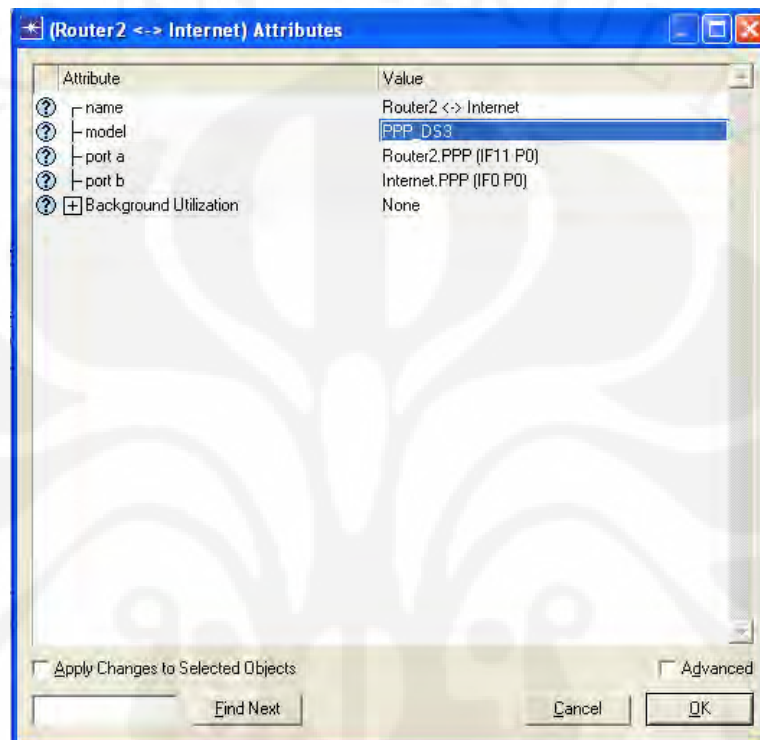 (Router2 <-> Internet) Attributes
Attribute Value
name Router2 <-> Internet
model PPP_DS3
port a Router2.PPP (IF11 P0)
port b Internet.PPP (IF0 P0)
Background Utilization None
Apply Changes to Selected Objects Advanced
Find Next Cancel OK